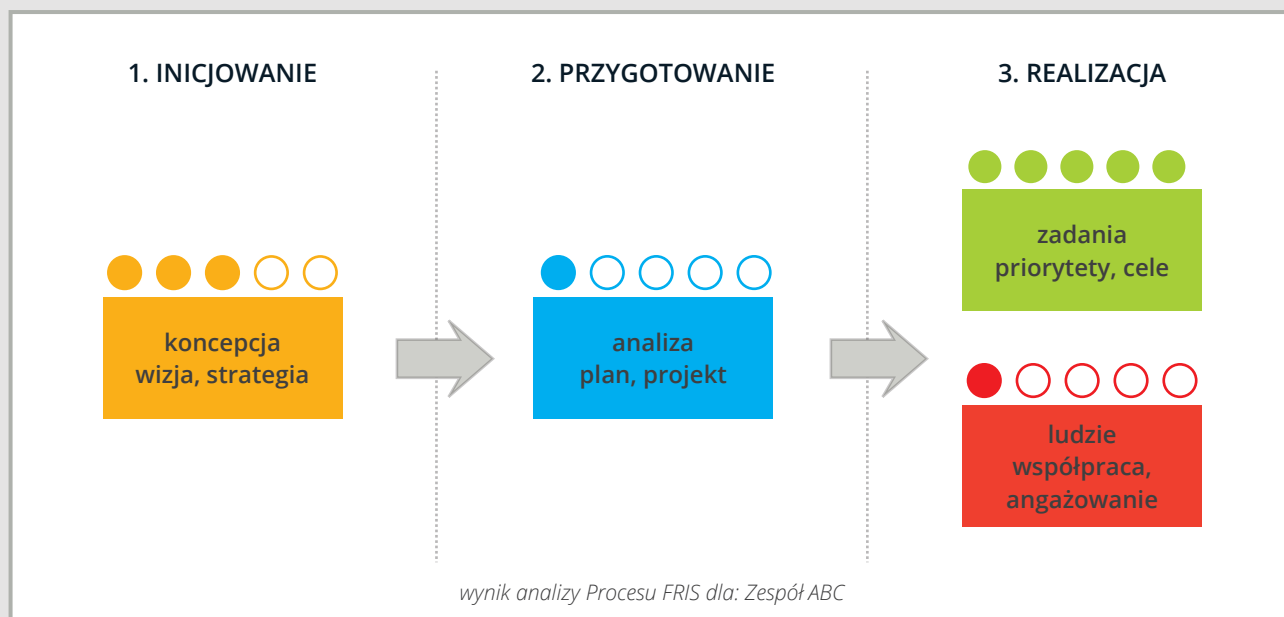 1. INICJOWANIE
2. PRZYGOTOWANIE
3. REALIZACJA
koncepcja
wizja, strategia
analiza
plan, projekt
zadania
priorytety, cele
ludzie
współpraca,
angażowanie
wynik analizy Procesu FRIS dla: Zespół ABC